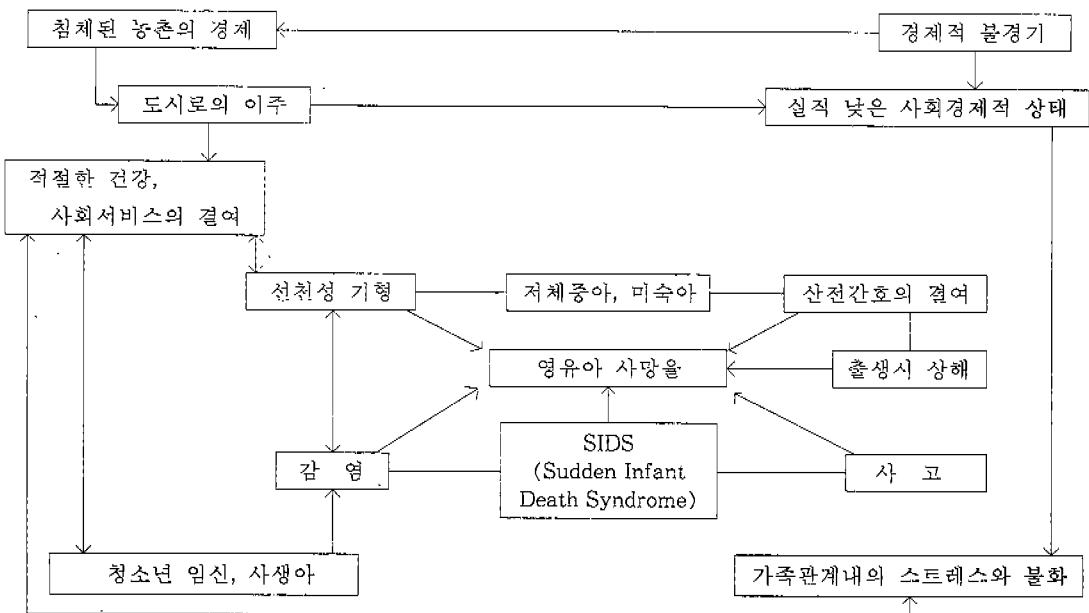 침체된 농촌의 경제
경제적 불경기
도시로의 이주
실직 낮은 사회경제적 상태
적절한 건강,
사회서비스의 결여
선천성 기형
저체중아, 미숙아
산전간호의 결여
영유아 사망율
출생시 상해
감 염
SIDS
(Sudden Infant
Death Syndrome)
사 고
청소년 임신, 사생아
가족관계내의 스트레스와 불화